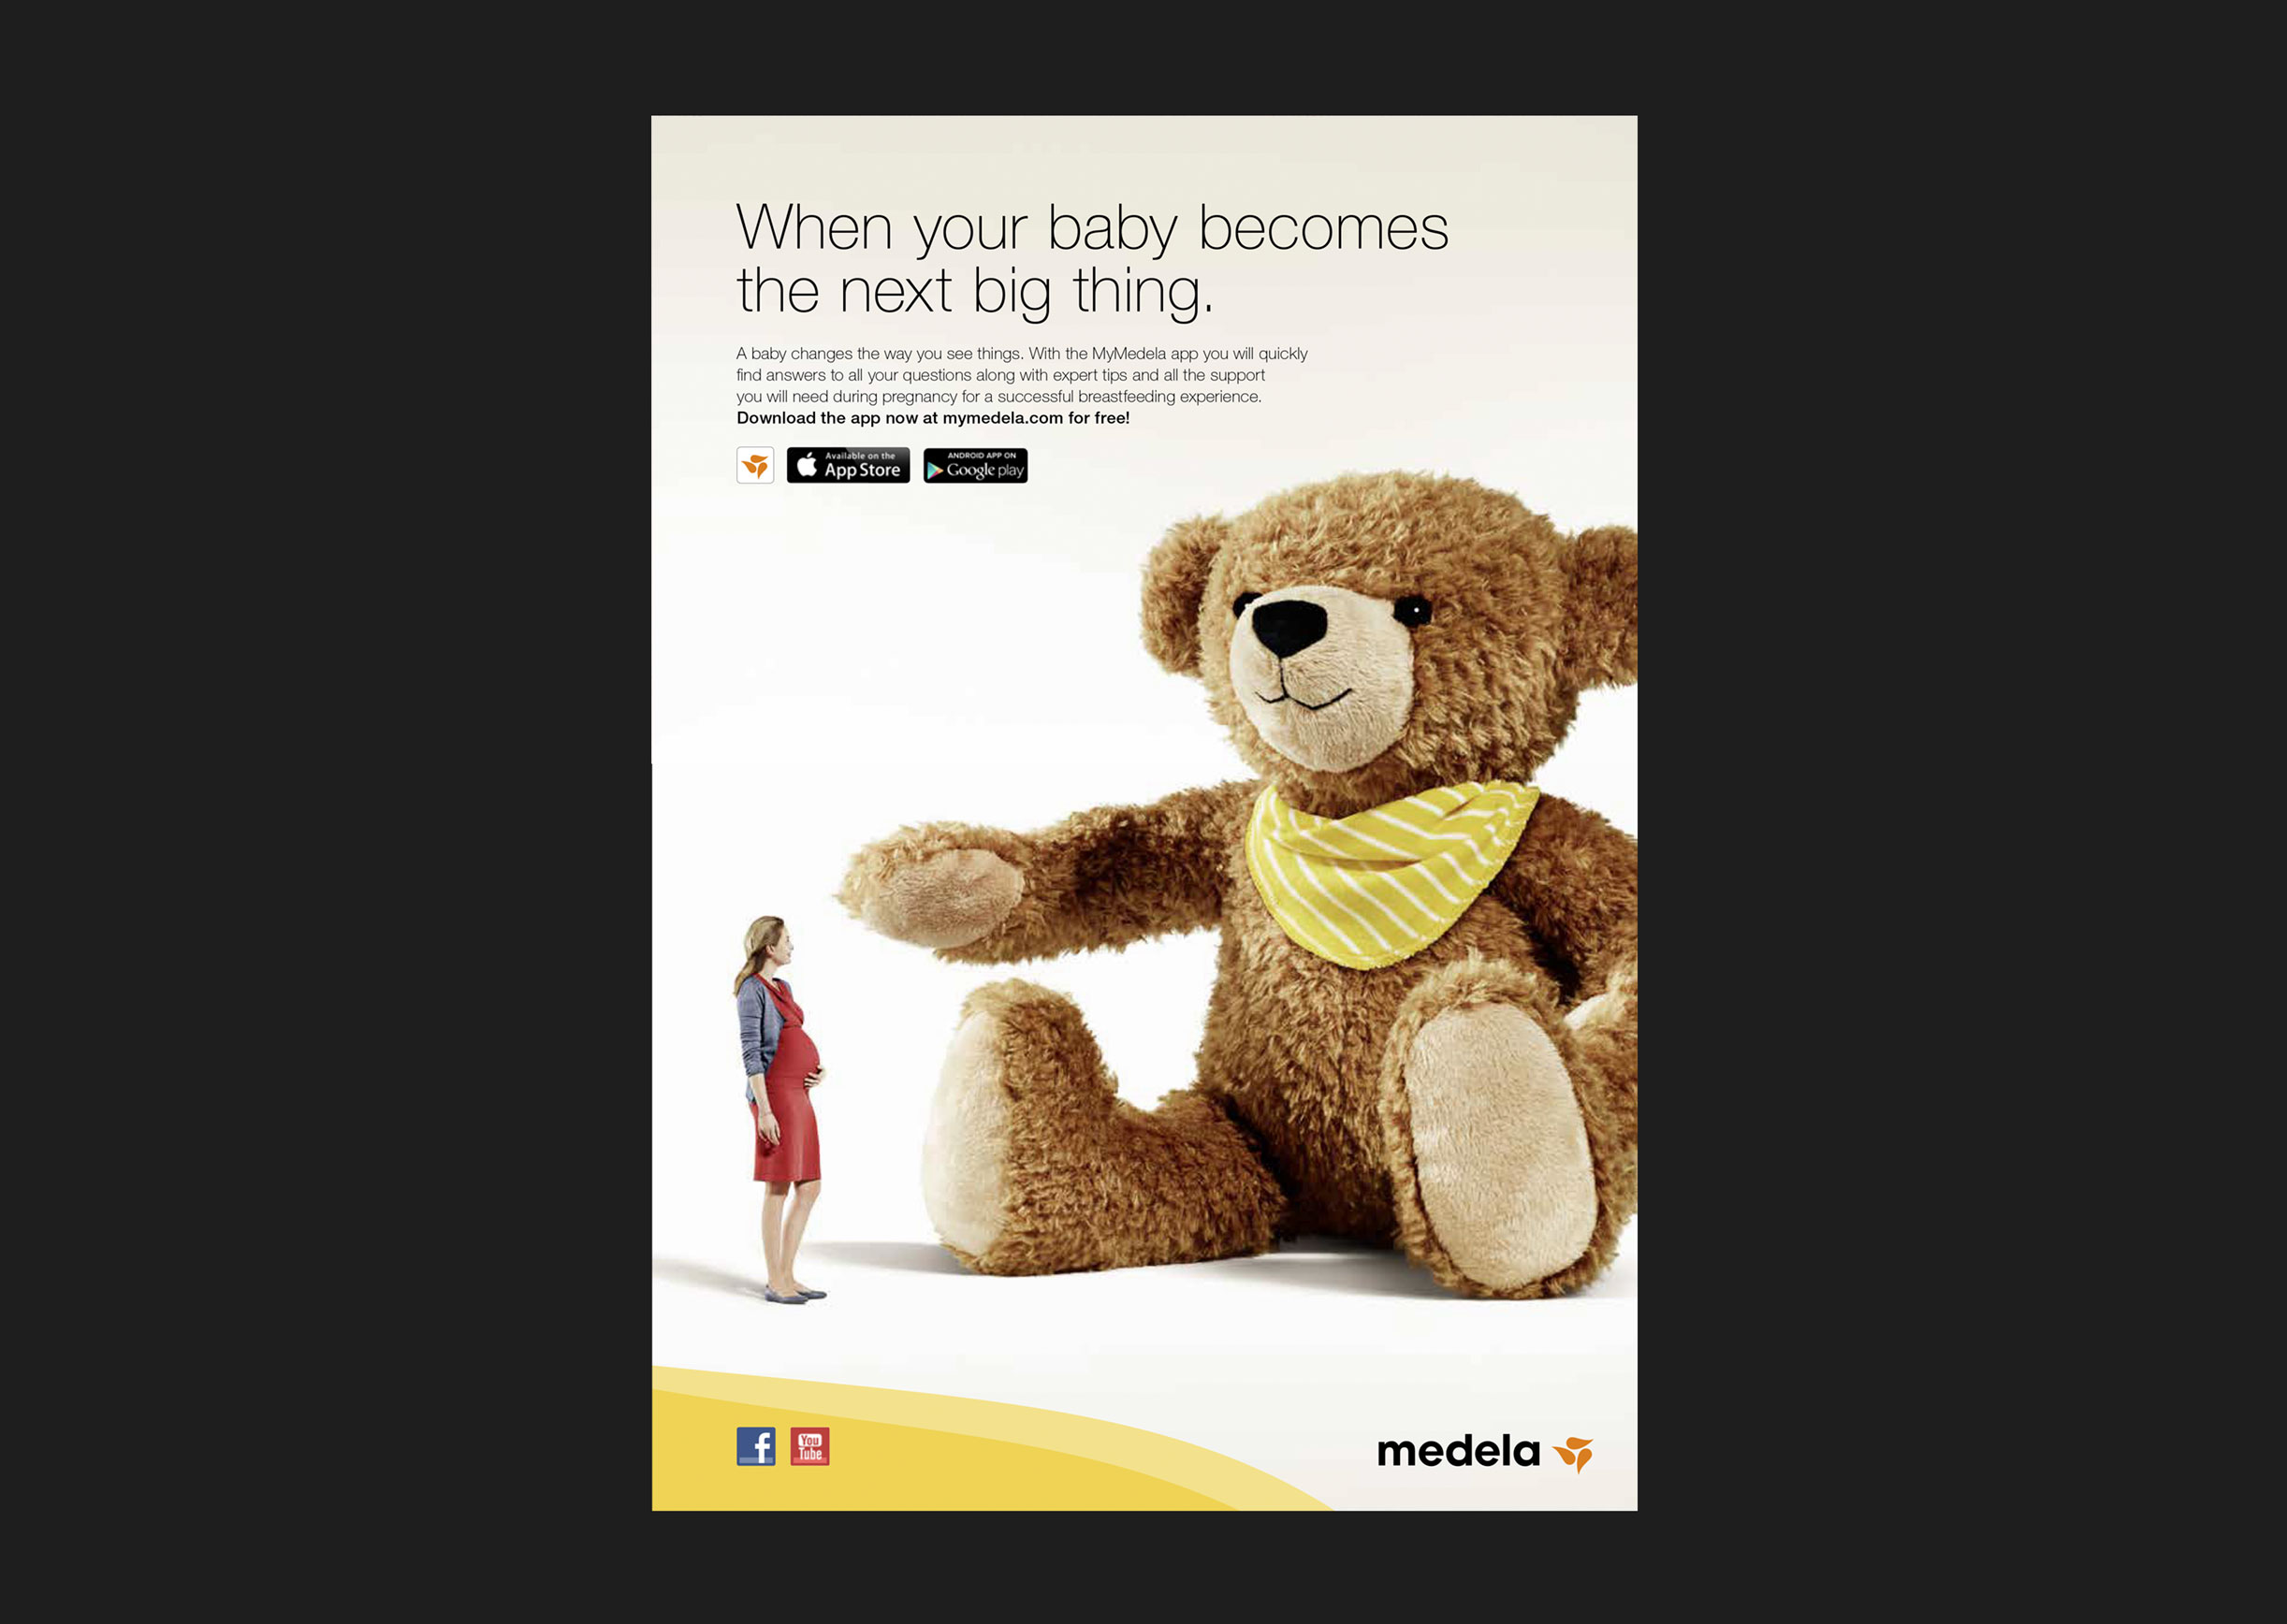 When your baby becomes
the next big thing.
A baby changes the way you see things. With the MyMedela app you will quickly
find answers to all your questions along with expert tips and all the support
you will need during pregnancy for a successful breastfeeding experience.
Download the app now at mymedela.com for free!
Available on the
App Store
ANDROID APP ON
Google play
f
You
Tube
medela